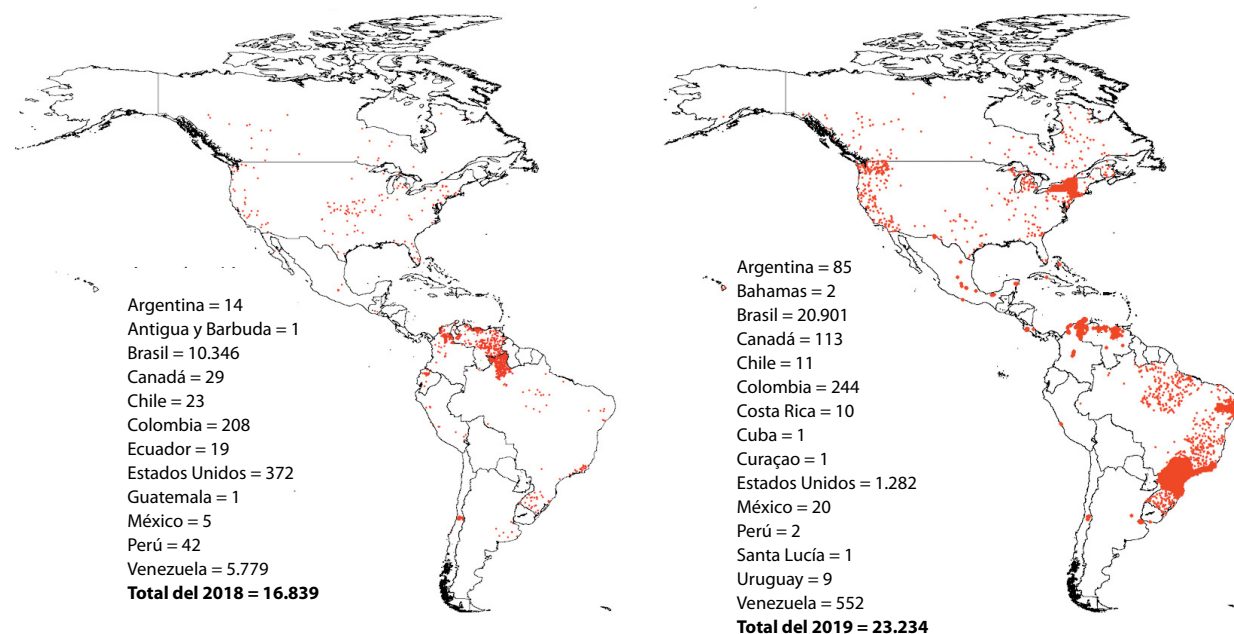 Argentina = 14
Antigua y Barbuda = 1
Brasil = 10.346
Canadá = 29
Chile = 23
Colombia = 208
Ecuador = 19
Estados Unidos = 372
Guatemala = 1
México = 5
Perú = 42
Venezuela = 5.779
Total del 2018 = 16.839
Argentina = 85
Bahamas = 2
Brasil = 20.901
Canadá = 113
Chile = 11
Colombia = 244
Costa Rica = 10
Cuba = 1
Curaçao = 1
Estados Unidos = 1.282
México = 20
Perú = 2
Santa Lucía = 1
Uruguay = 9
Venezuela = 552
Total del 2019 = 23.234